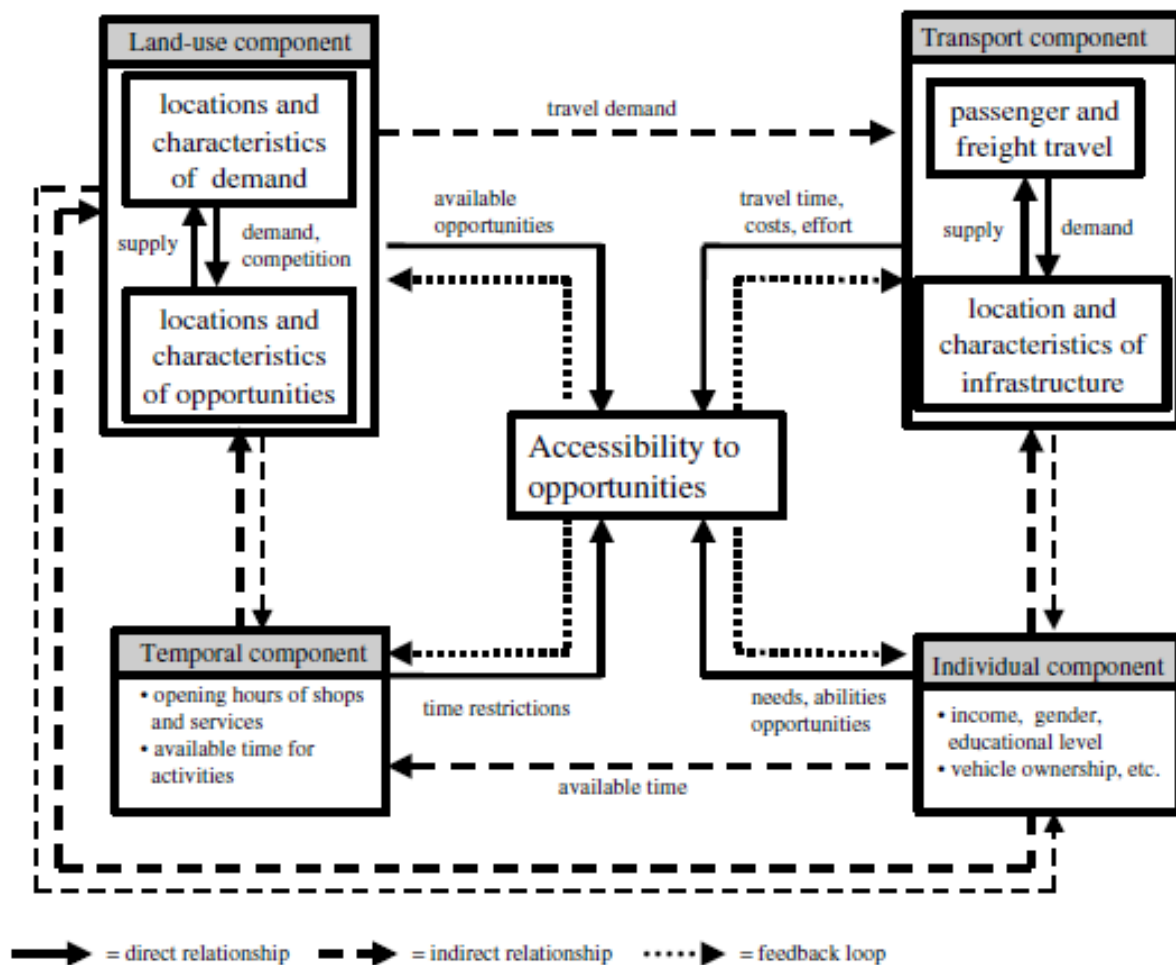 Land-use component
locations and
characteristics
of demand
supply
demand,
competition
locations and
characteristics
of opportunities
travel demand
available
opportunities
travel time,
costs, effort
Transport component
passenger and
freight travel
supply
demand
location and
characteristics of
infrastructure
Accessibility to
opportunities
Temporal component
• opening hours of shops
and services
• available time for
activities
time restrictions
needs, abilities
opportunities
available time
Individual component
• income, gender,
educational level
• vehicle ownership, etc.
= direct relationship
= indirect relationship
= feedback loop